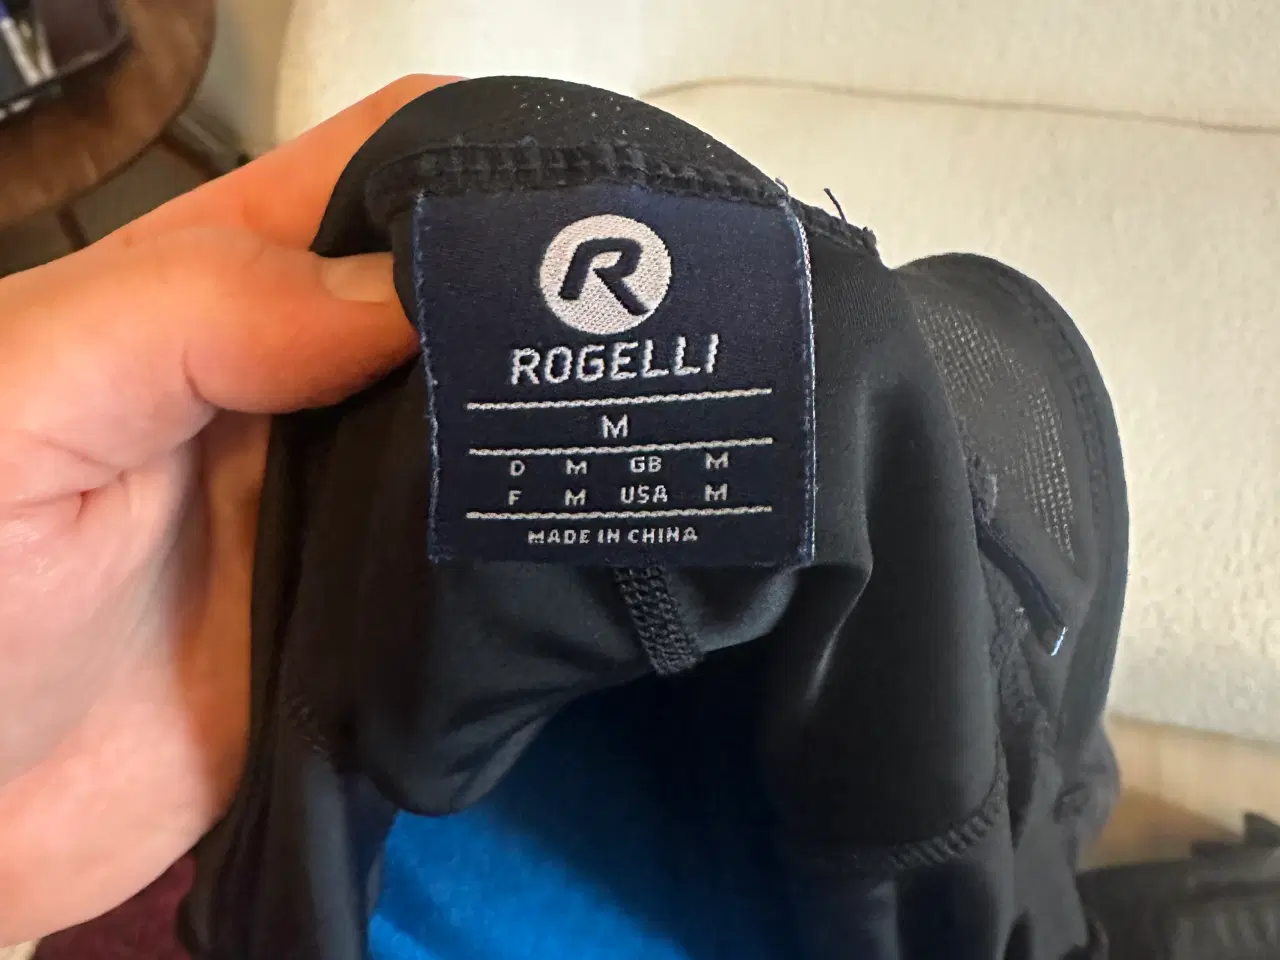 R
ROGELLI
M
D M GB M
F M USA M
MADE IN CHINA